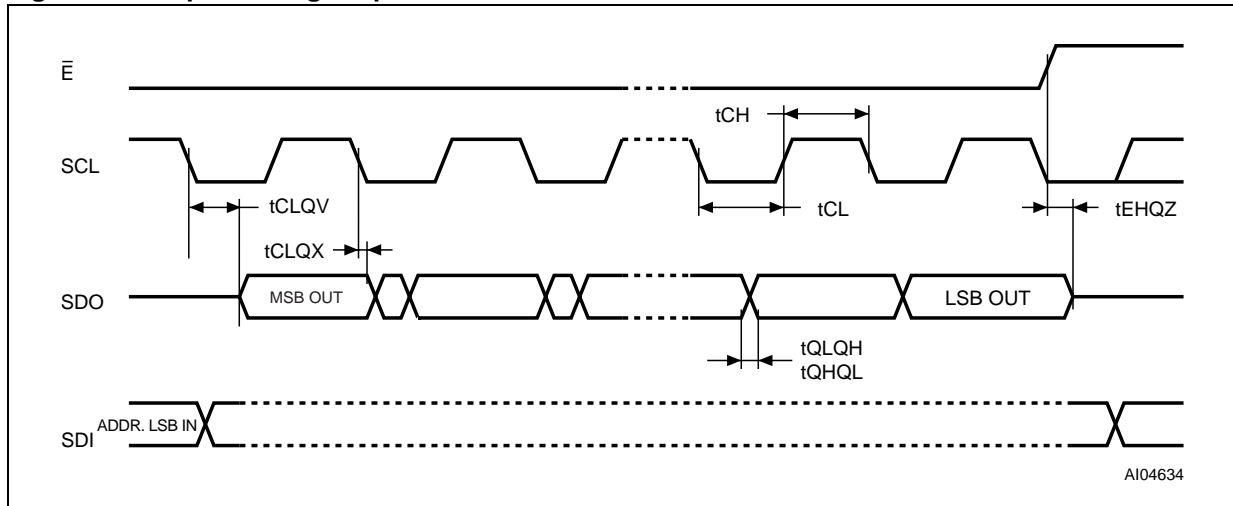 E̅
tCH
SCL
tCLQV
tCL
tEHQZ
tCLQX
SDO
MSB OUT
LSB OUT
tQLQH
tQHQL
ADDR. LSB IN
SDI
AI04634